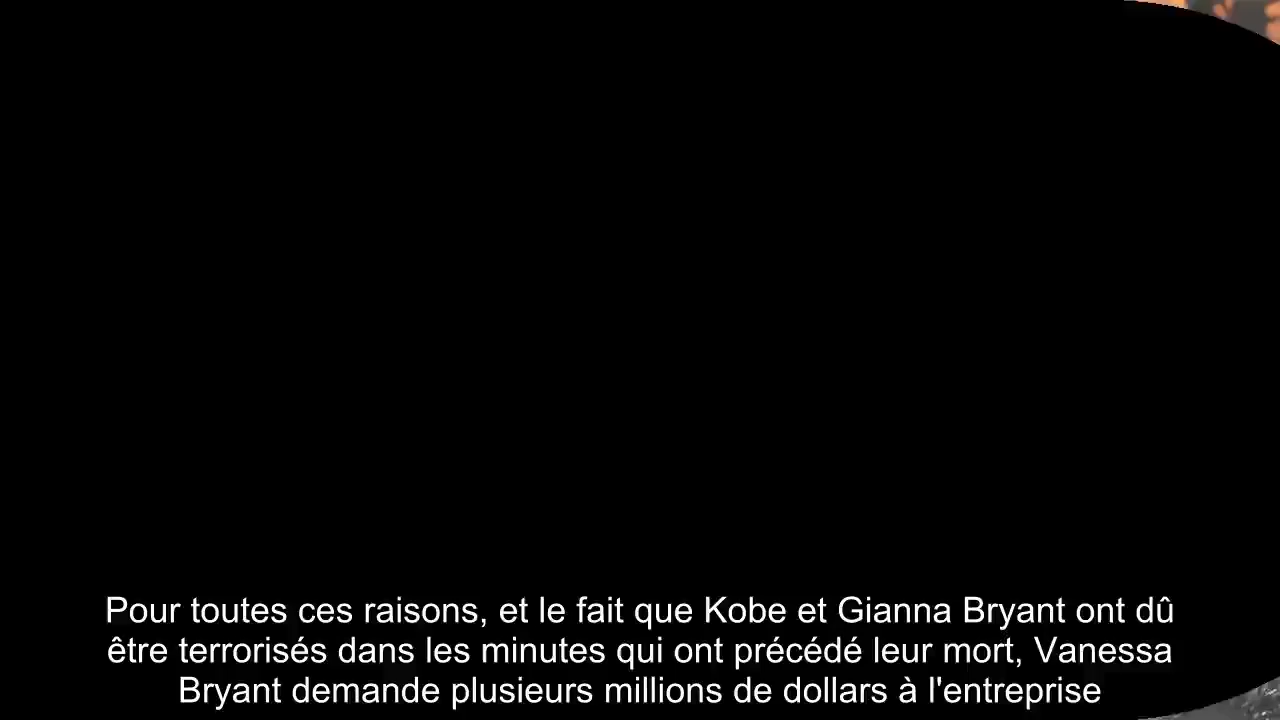 Pour toutes ces raisons, et le fait que Kobe et Gianna Bryant ont dû
être terrorisés dans les minutes qui ont précédé leur mort, Vanessa
Bryant demande plusieurs millions de dollars à l'entreprise